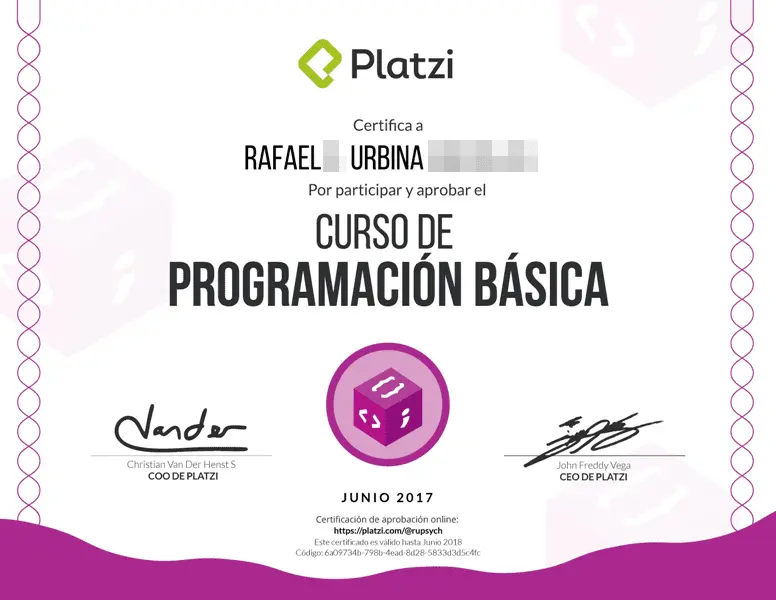 Platzi
Certifica a
RAFAEL URBINA
Por participar y aprobar el
CURSO DE
PROGRAMACIÓN BÁSICA
Vander
Christian Van Der Henst S
COO DE PLATZI
John Freddy Vega
CEO DE PLATZI
JUNIO 2017
Certificación de aprobación online:
https://platzi.com/@rupsych
Este certificado es válido hasta Junio 2018
Código: 6a09734b-798b-4ead-8d28-5833d3d5c4fc